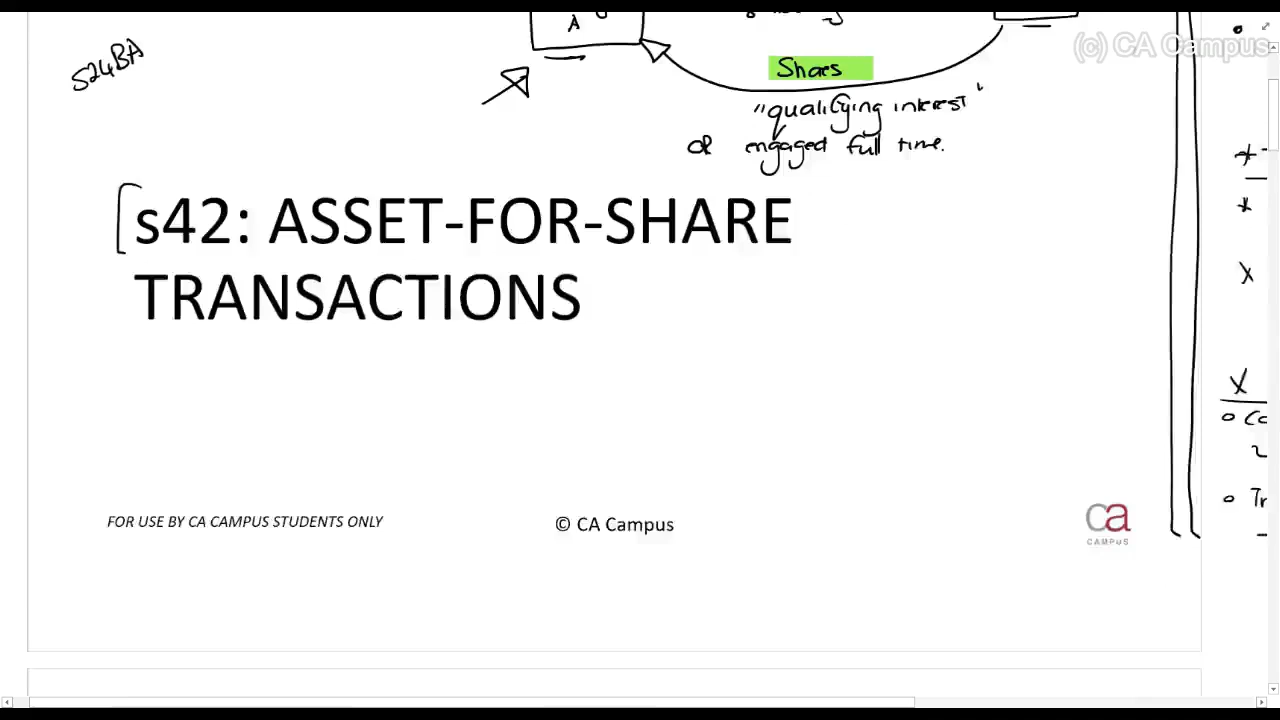 A
(c) CA Campus
S24BA
Shares
"qualifying interest"
OR engaged full time.
s42: ASSET-FOR-SHARE
TRANSACTIONS
FOR USE BY CA CAMPUS STUDENTS ONLY
© CA Campus
ca
CAMPUS